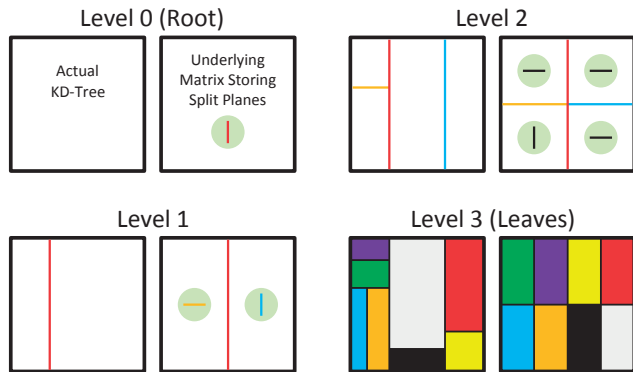 Level 0 (Root)
Actual
KD-Tree
Underlying
Matrix Storing
Split Planes
Level 2
Level 1
Level 3 (Leaves)